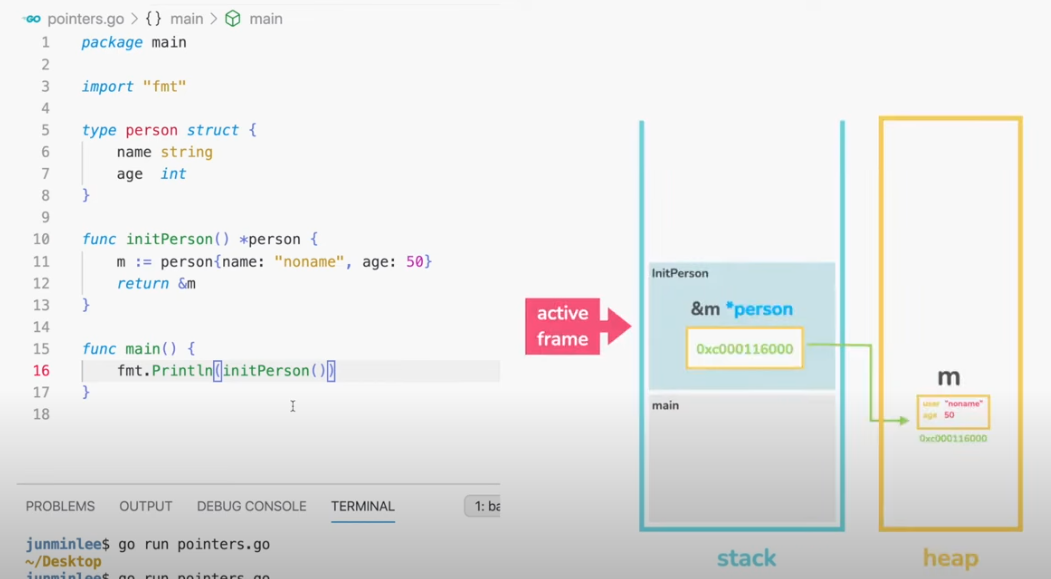 pointers.go > {} main > main
1 package main
2
3 import "fmt"
4
5 type person struct {
6 name string
7 age int
8 }
9
10 func initPerson() *person {
11 m := person{name: "noname", age: 50}
12 return &m
13 }
14
15 func main() {
16 fmt.Println(initPerson())
17 }
18
PROBLEMS OUTPUT DEBUG CONSOLE TERMINAL 1: ba
junminlee$ go run pointers.go
~/Desktop
junminlee$ go run pointers.go
active
frame
InitPerson
&m *person
0xc000116000
main
stack
m
user "noname"
age 50
0xc000116000
heap